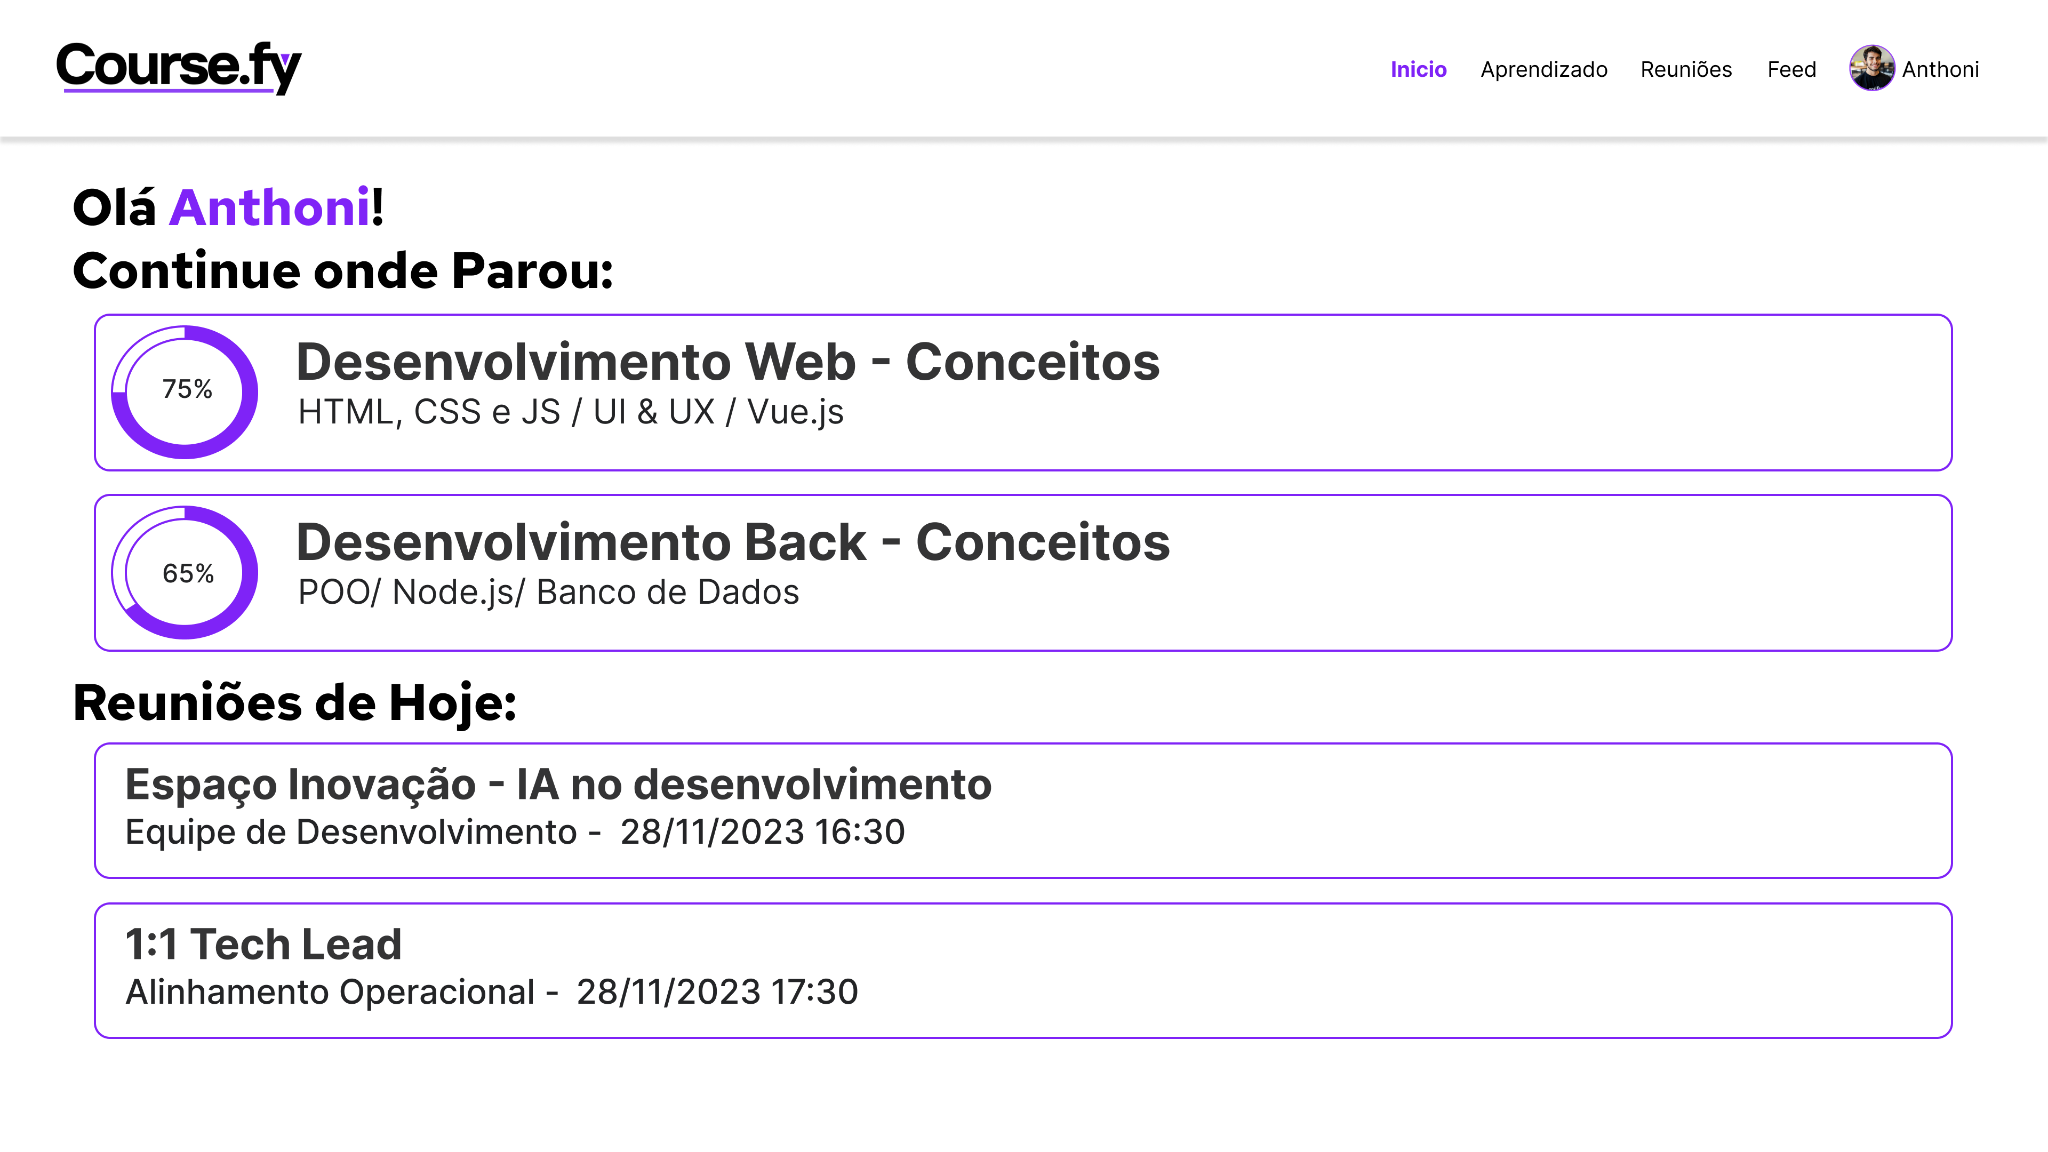 Course.fy
Inicio Aprendizado Reuniões Feed Anthoni
Olá Anthoni!
Continue onde Parou:
75%
Desenvolvimento Web - Conceitos
HTML, CSS e JS / UI & UX / Vue.js
65%
Desenvolvimento Back - Conceitos
POO/ Node.js/ Banco de Dados
Reuniões de Hoje:
Espaço Inovação - IA no desenvolvimento
Equipe de Desenvolvimento - 28/11/2023 16:30
1:1 Tech Lead
Alinhamento Operacional - 28/11/2023 17:30